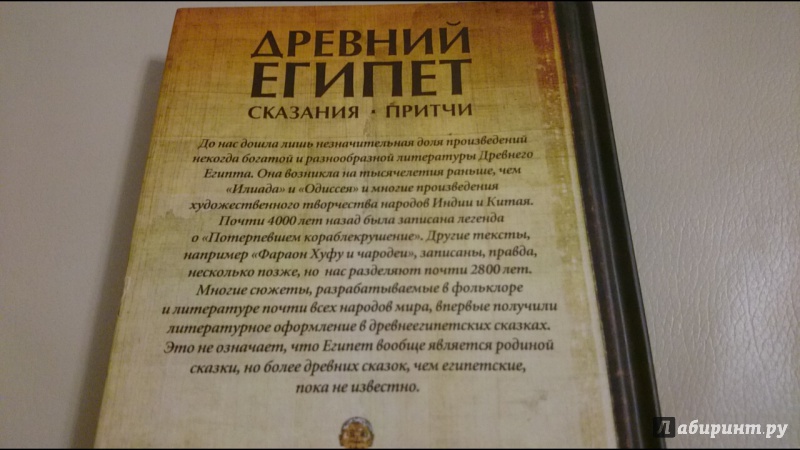 ДРЕВНИЙ
ЕГИПЕТ
СКАЗАНИЯ • ПРИТЧИ
До нас дошла лишь незначительная доля произведений
некогда богатой и разнообразной литературы Древнего
Египта. Она возникла на тысячелетия раньше, чем
«Илиада» и «Одиссея» и многие произведения
художественного творчества народов Индии и Китая.
Почти 4000 лет назад была записана легенда
о «Потерпевшем кораблекрушение». Другие тексты,
например «Фараон Хуфу и чародеи», записаны, правда,
несколько позже, но нас разделяют почти 2800 лет.
Многие сюжеты, разрабатываемые в фольклоре
и литературе почти всех народов мира, впервые получили
литературное оформление в древнеегипетских сказках.
Это не означает, что Египет вообще является родиной
сказки, но более древних сказок, чем египетские,
пока не известно.
Лабиринт.ру